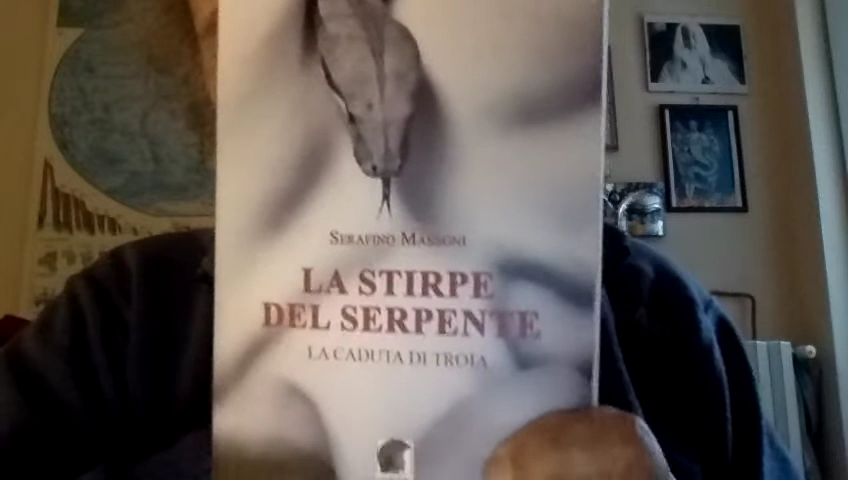 SERAFINO MASSONI
LA STIRPE
DEL SERPENTE
LA CADUTA DI TROIA